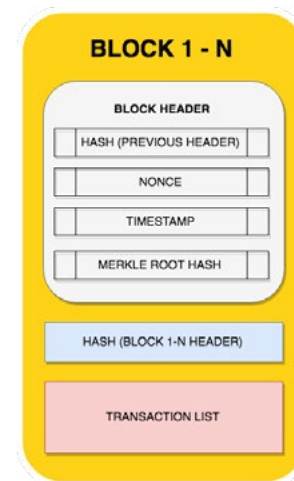 BLOCK 1 - N
BLOCK HEADER
HASH (PREVIOUS HEADER)
NONCE
TIMESTAMP
MERKLE ROOT HASH
HASH (BLOCK 1-N HEADER)
TRANSACTION LIST